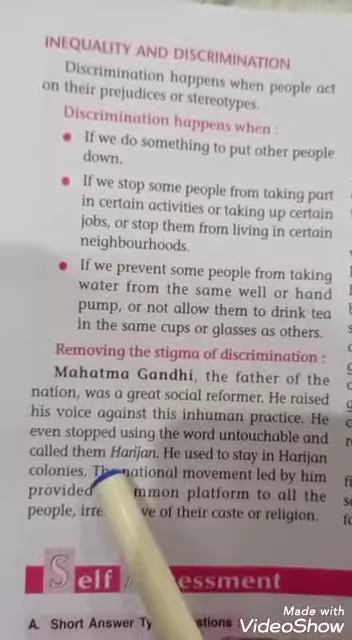 INEQUALITY AND DISCRIMINATION
Discrimination happens when people act
on their prejudices or stereotypes.
Discrimination happens when :
• If we do something to put other people
down.
• If we stop some people from taking part
in certain activities or taking up certain
jobs, or stop them from living in certain
neighbourhoods.
• If we prevent some people from taking
water from the same well or hand
pump, or not allow them to drink tea
in the same cups or glasses as others.
Removing the stigma of discrimination :
Mahatma Gandhi, the father of the
nation, was a great social reformer. He raised
his voice against this inhuman practice. He
even stopped using the word untouchable and
called them Harijan. He used to stay in Harijan
colonies. national movement led by him
provided platform to all the
people, of their caste or religion.
Self
A. Short Answer
Made with
VideoShow